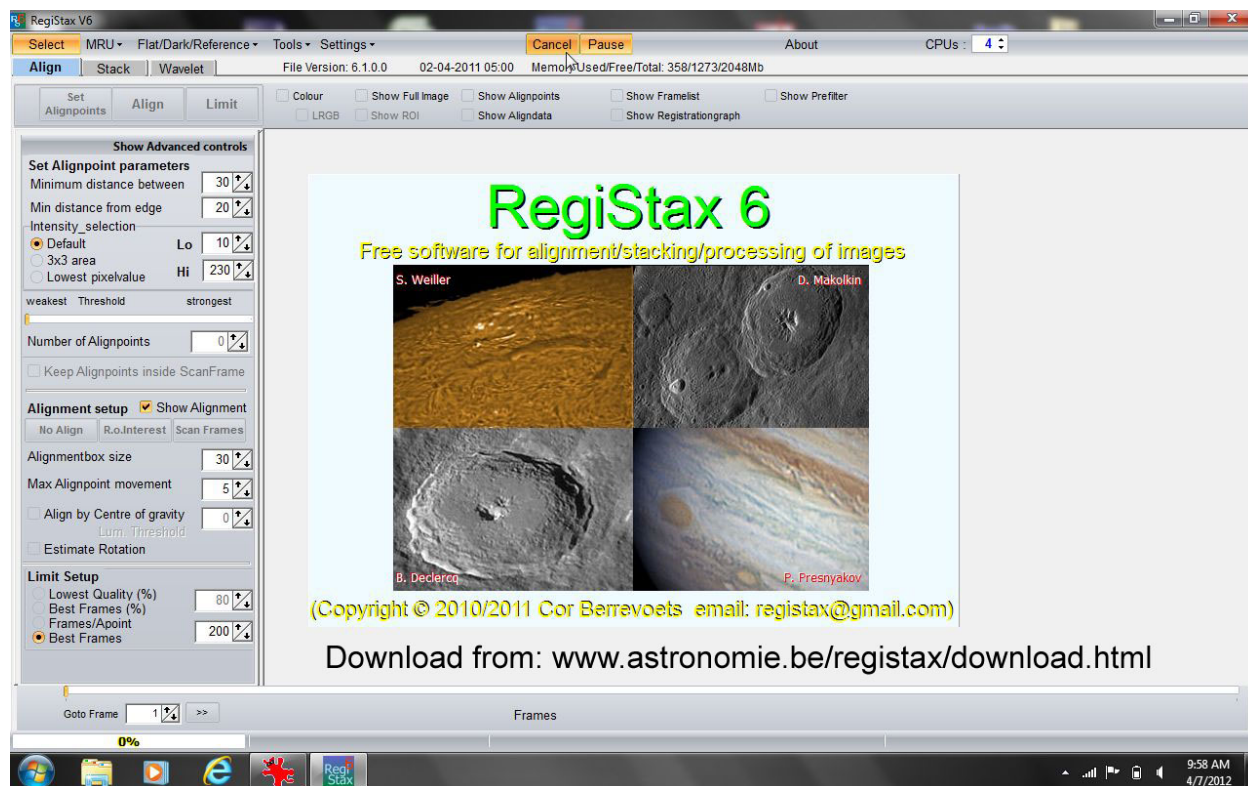 RegiStax V6
Select MRU Flat/Dark/Reference Tools Settings Cancel Pause About CPUs : 4
Align Stack Wavelet File Version: 6.1.0.0 02-04-2011 05:00 Memory Used/Free/Total: 358/1273/2048Mb
Set Alignpoints Align Limit
Colour Show Full Image Show Alignpoints Show Framelist Show Prefilter
LRGB Show ROI Show Aligndata Show Registrationgraph
Show Advanced controls
Set Alignpoint parameters
Minimum distance between 30
Min distance from edge 20
Intensity_selection
Default Lo 10
3x3 area
Lowest pixelvalue Hi 230
weakest Threshold strongest
Number of Alignpoints 0
Keep Alignpoints inside ScanFrame
Alignment setup Show Alignment
No Align R.o.Interest Scan Frames
Alignmentbox size 30
Max Alignpoint movement 5
Align by Centre of gravity 0
Lum. Threshold
Estimate Rotation
Limit Setup
Lowest Quality (%) 80
Best Frames (%)
Frames/Apoint
Best Frames 200
RegiStax 6
Free software for alignment/stacking/processing of images
S. Weiller D. Makolkin
B. Declercq P. Presnyakov
(Copyright © 2010/2011 Cor Berrevoets email: registax@gmail.com)
Download from: www.astronomie.be/registax/download.html
Goto Frame 1 >> Frames
0%
Regi
Stax
9:58 AM
4/7/2012